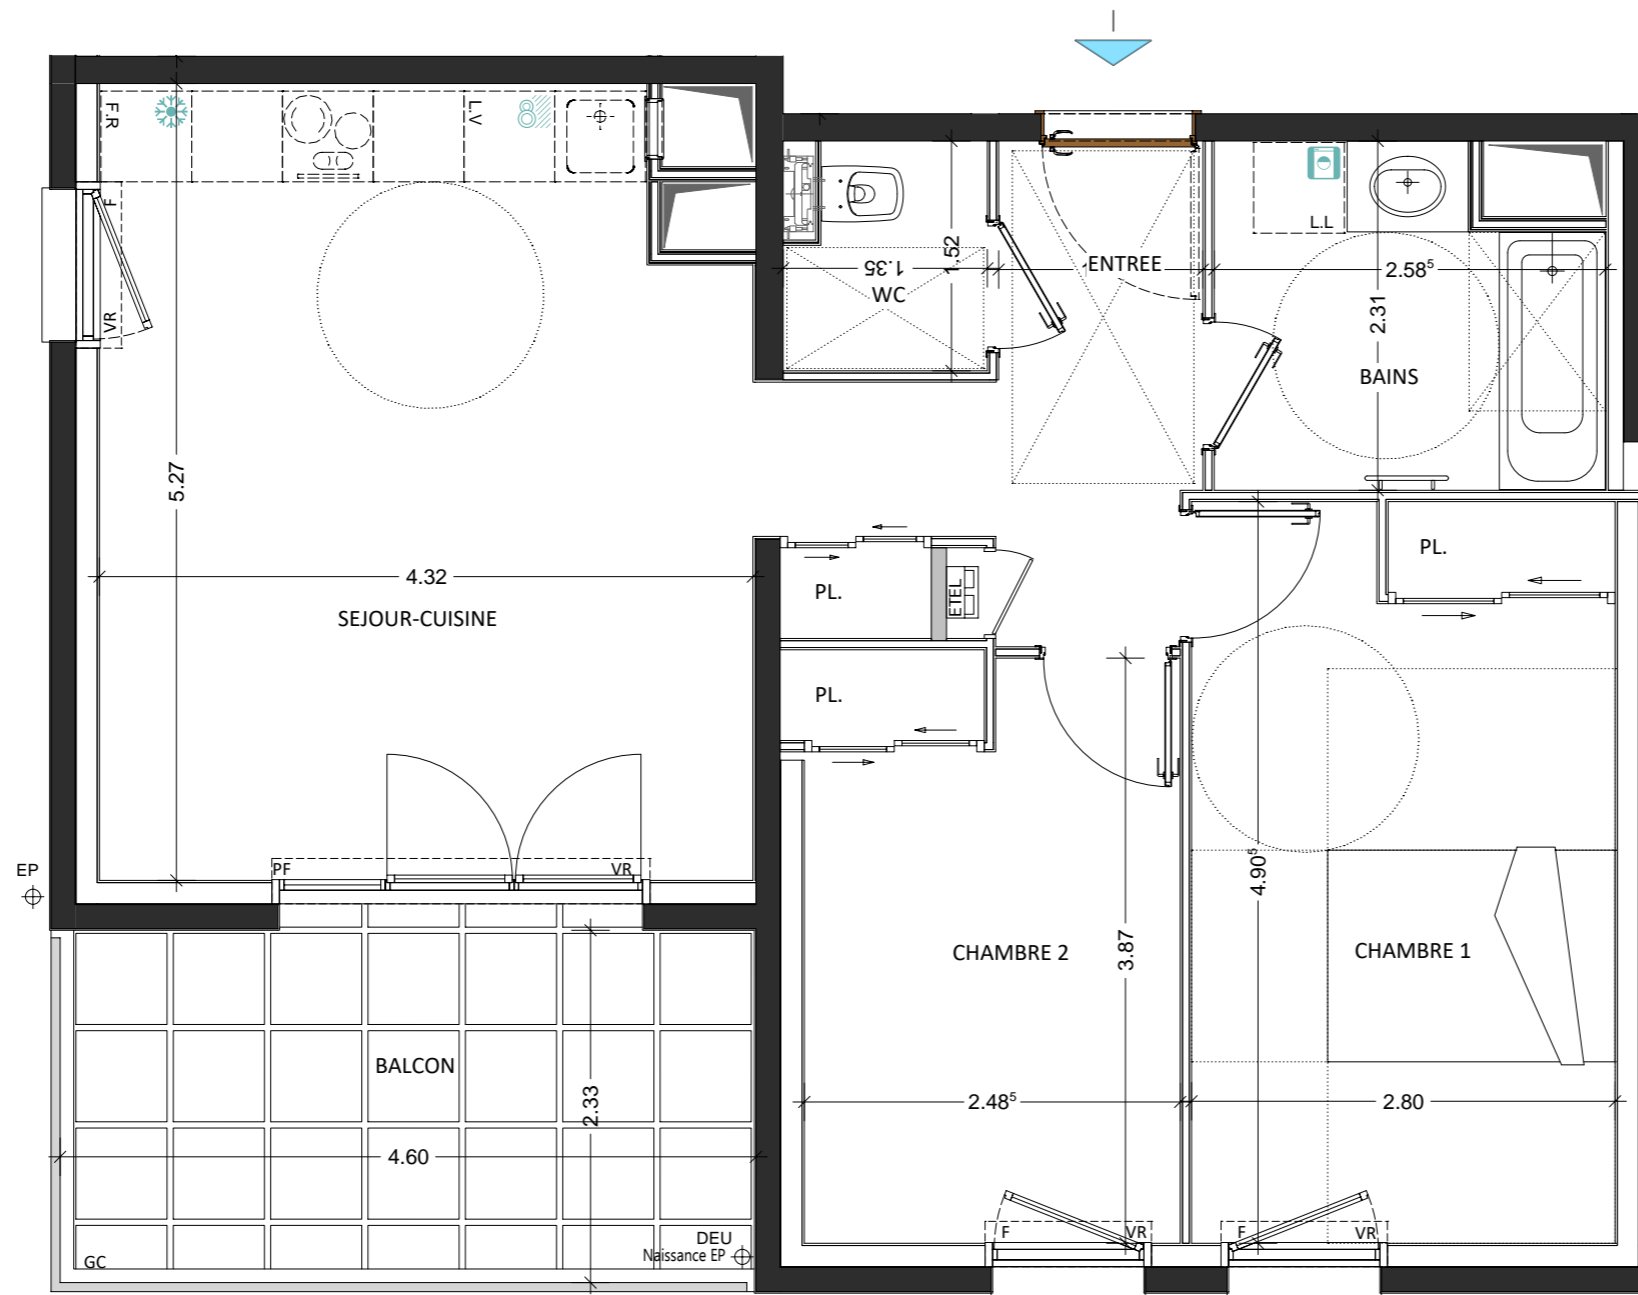 F.R
L.V
F
VR
1.35
1.52
WC
ENTREE
L.L
2.58⁵
2.31
BAINS
5.27
4.32
SEJOUR-CUISINE
PL.
ETEL
PL.
PL.
PF
VR
EP
4.90⁵
3.87
CHAMBRE 2
CHAMBRE 1
BALCON
2.33
2.48⁵
2.80
4.60
F
VR
F
VR
DEU
Naissance EP
GC